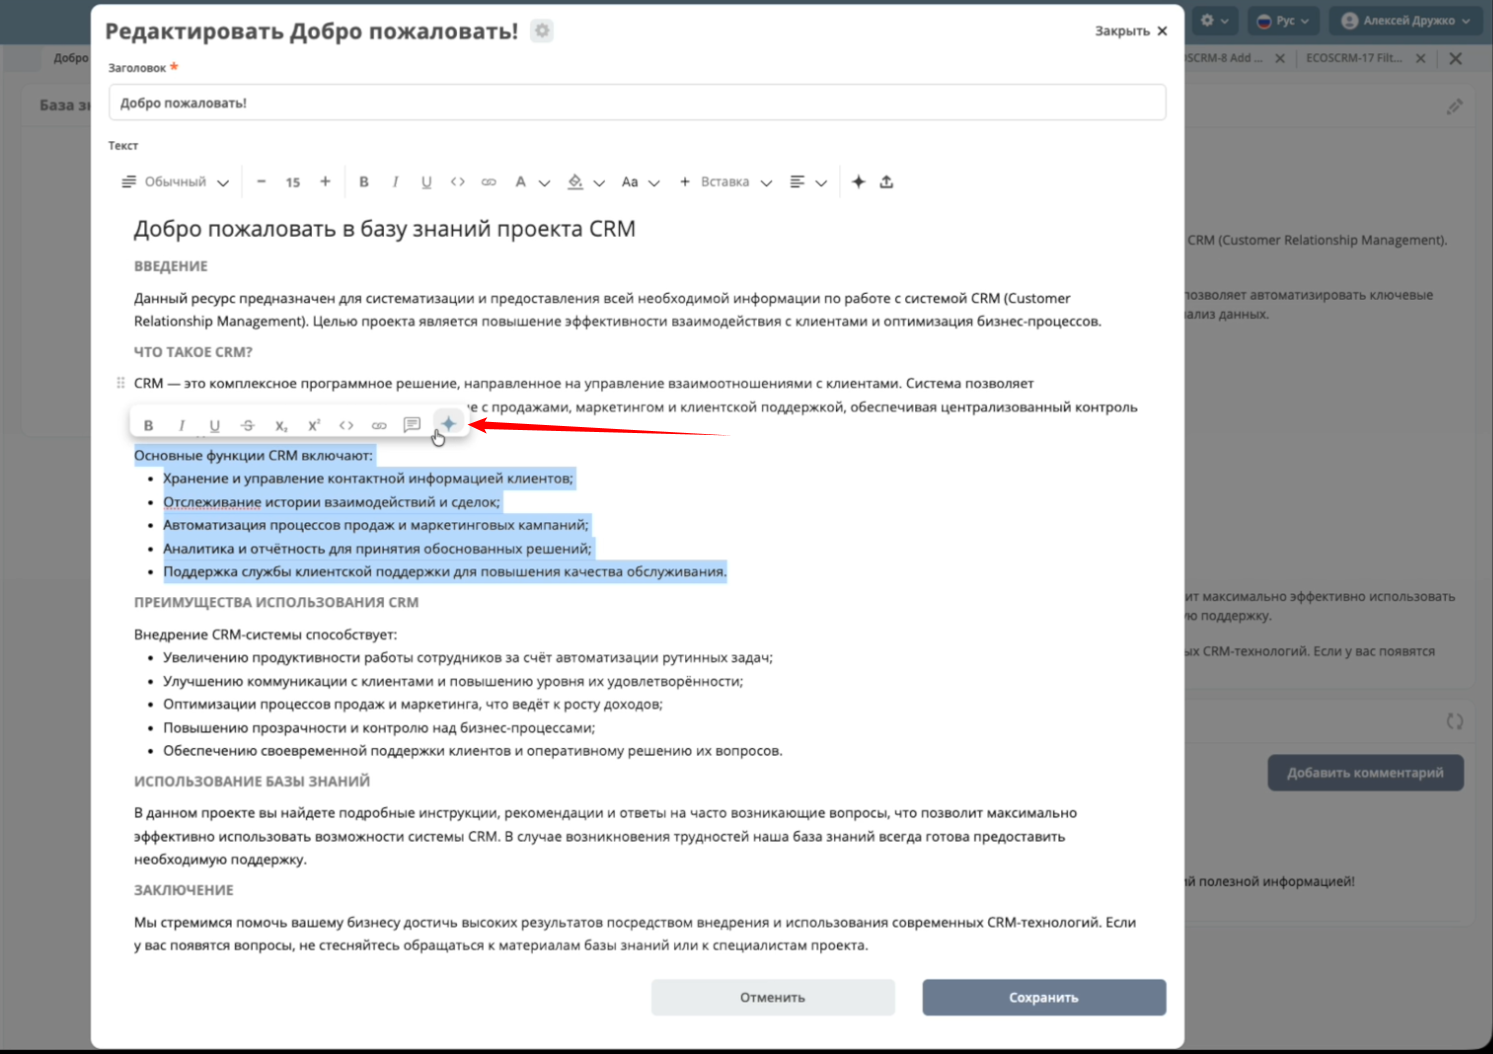 Редактировать Добро пожаловать!
Закрыть
Рус
Алексей Дружко
Добро
SCRM-8 Add ...
ECOSCRM-17 Filt...
База зн
Заголовок *
Добро пожаловать!
Текст
Обычный
15
B I U
A
Aa
Вставка
Добро пожаловать в базу знаний проекта CRM
ВВЕДЕНИЕ
Данный ресурс предназначен для систематизации и предоставления всей необходимой информации по работе с системой CRM (Customer
Relationship Management). Целью проекта является повышение эффективности взаимодействия с клиентами и оптимизация бизнес-процессов.
ЧТО ТАКОЕ CRM?
CRM — это комплексное программное решение, направленное на управление взаимоотношениями с клиентами. Система позволяет
е с продажами, маркетингом и клиентской поддержкой, обеспечивая централизованный контроль
B I U S X₂ X²
Основные функции CRM включают:
• Хранение и управление контактной информацией клиентов;
• Отслеживание истории взаимодействий и сделок;
• Автоматизация процессов продаж и маркетинговых кампаний;
• Аналитика и отчётность для принятия обоснованных решений;
• Поддержка службы клиентской поддержки для повышения качества обслуживания.
ПРЕИМУЩЕСТВА ИСПОЛЬЗОВАНИЯ CRM
Внедрение CRM-системы способствует:
• Увеличению продуктивности работы сотрудников за счёт автоматизации рутинных задач;
• Улучшению коммуникации с клиентами и повышению уровня их удовлетворённости;
• Оптимизации процессов продаж и маркетинга, что ведёт к росту доходов;
• Повышению прозрачности и контролю над бизнес-процессами;
• Обеспечению своевременной поддержки клиентов и оперативному решению их вопросов.
ИСПОЛЬЗОВАНИЕ БАЗЫ ЗНАНИЙ
В данном проекте вы найдете подробные инструкции, рекомендации и ответы на часто возникающие вопросы, что позволит максимально
эффективно использовать возможности системы CRM. В случае возникновения трудностей наша база знаний всегда готова предоставить
необходимую поддержку.
ЗАКЛЮЧЕНИЕ
Мы стремимся помочь вашему бизнесу достичь высоких результатов посредством внедрения и использования современных CRM-технологий. Если
у вас появятся вопросы, не стесняйтесь обращаться к материалам базы знаний или к специалистам проекта.
Отменить
Сохранить
CRM (Customer Relationship Management).
позволяет автоматизировать ключевые
ализ данных.
ит максимально эффективно использовать
ю поддержку.
ых CRM-технологий. Если у вас появятся
Добавить комментарий
й полезной информацией!